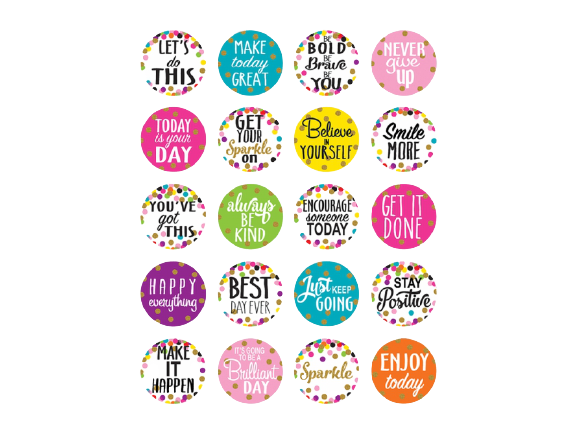 LET'S
do
THIS
MAKE
today
GREAT
BE
BOLD
BE
Brave
BE
YOU
NEVER
give
UP
TODAY
is your
DAY
GET
YOUR
Sparkle
on
Believe
IN
YOURSELF
Smile
MORE
YOU'VE
got
THIS
always
BE
KIND
ENCOURAGE
someone
TODAY
GET IT
DONE
HAPPY
everything
BEST
DAY EVER
Just KEEP
GOING
STAY
Positive
MAKE
IT
HAPPEN
IT'S GOING
TO BE A
Brilliant
DAY
Sparkle
ENJOY
today